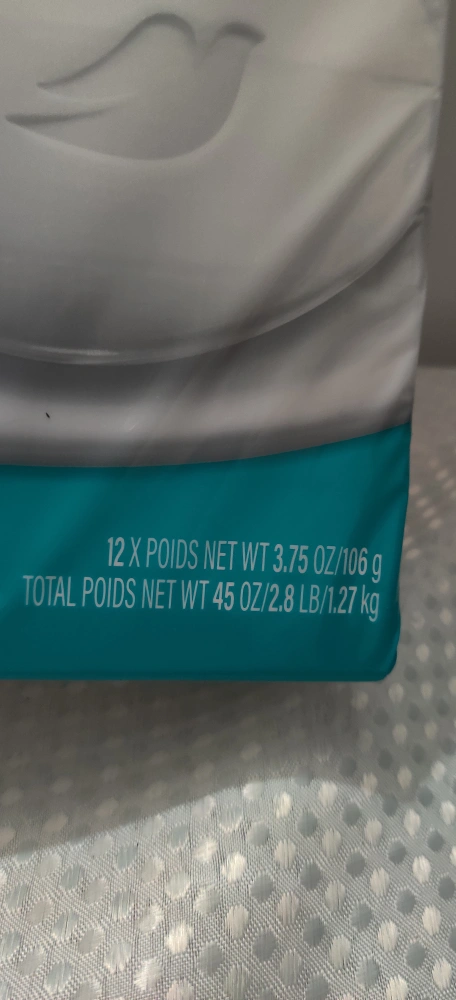 12 X POIDS NET WT 3.75 OZ/106 g
TOTAL POIDS NET WT 45 OZ/2.8 LB/1.27 kg